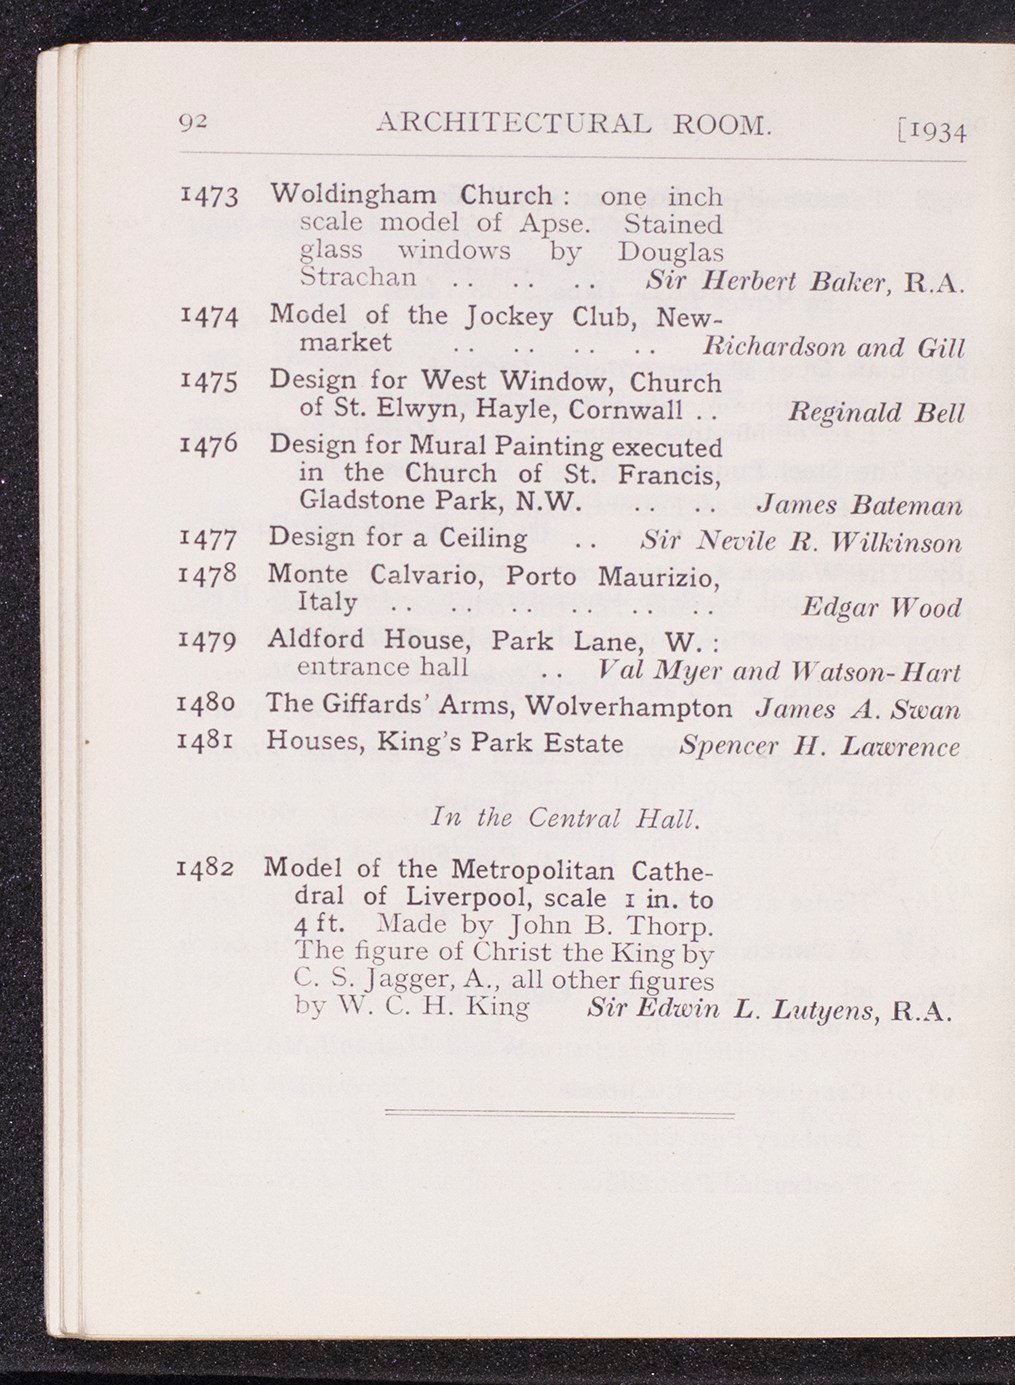 92 ARCHITECTURAL ROOM. [1934
1473 Woldingham Church : one inch
scale model of Apse. Stained
glass windows by Douglas
Strachan .. .. .. Sir Herbert Baker, R.A.
1474 Model of the Jockey Club, New-
market .. .. .. .. Richardson and Gill
1475 Design for West Window, Church
of St. Elwyn, Hayle, Cornwall .. Reginald Bell
1476 Design for Mural Painting executed
in the Church of St. Francis,
Gladstone Park, N.W. .. .. James Bateman
1477 Design for a Ceiling .. Sir Nevile R. Wilkinson
1478 Monte Calvario, Porto Maurizio,
Italy .. .. .. .. .. .. Edgar Wood
1479 Aldford House, Park Lane, W. :
entrance hall .. Val Myer and Watson-Hart
1480 The Giffards' Arms, Wolverhampton James A. Swan
1481 Houses, King's Park Estate Spencer H. Lawrence
In the Central Hall.
1482 Model of the Metropolitan Cathe-
dral of Liverpool, scale 1 in. to
4 ft. Made by John B. Thorp.
The figure of Christ the King by
C. S. Jagger, A., all other figures
by W. C. H. King Sir Edwin L. Lutyens, R.A.